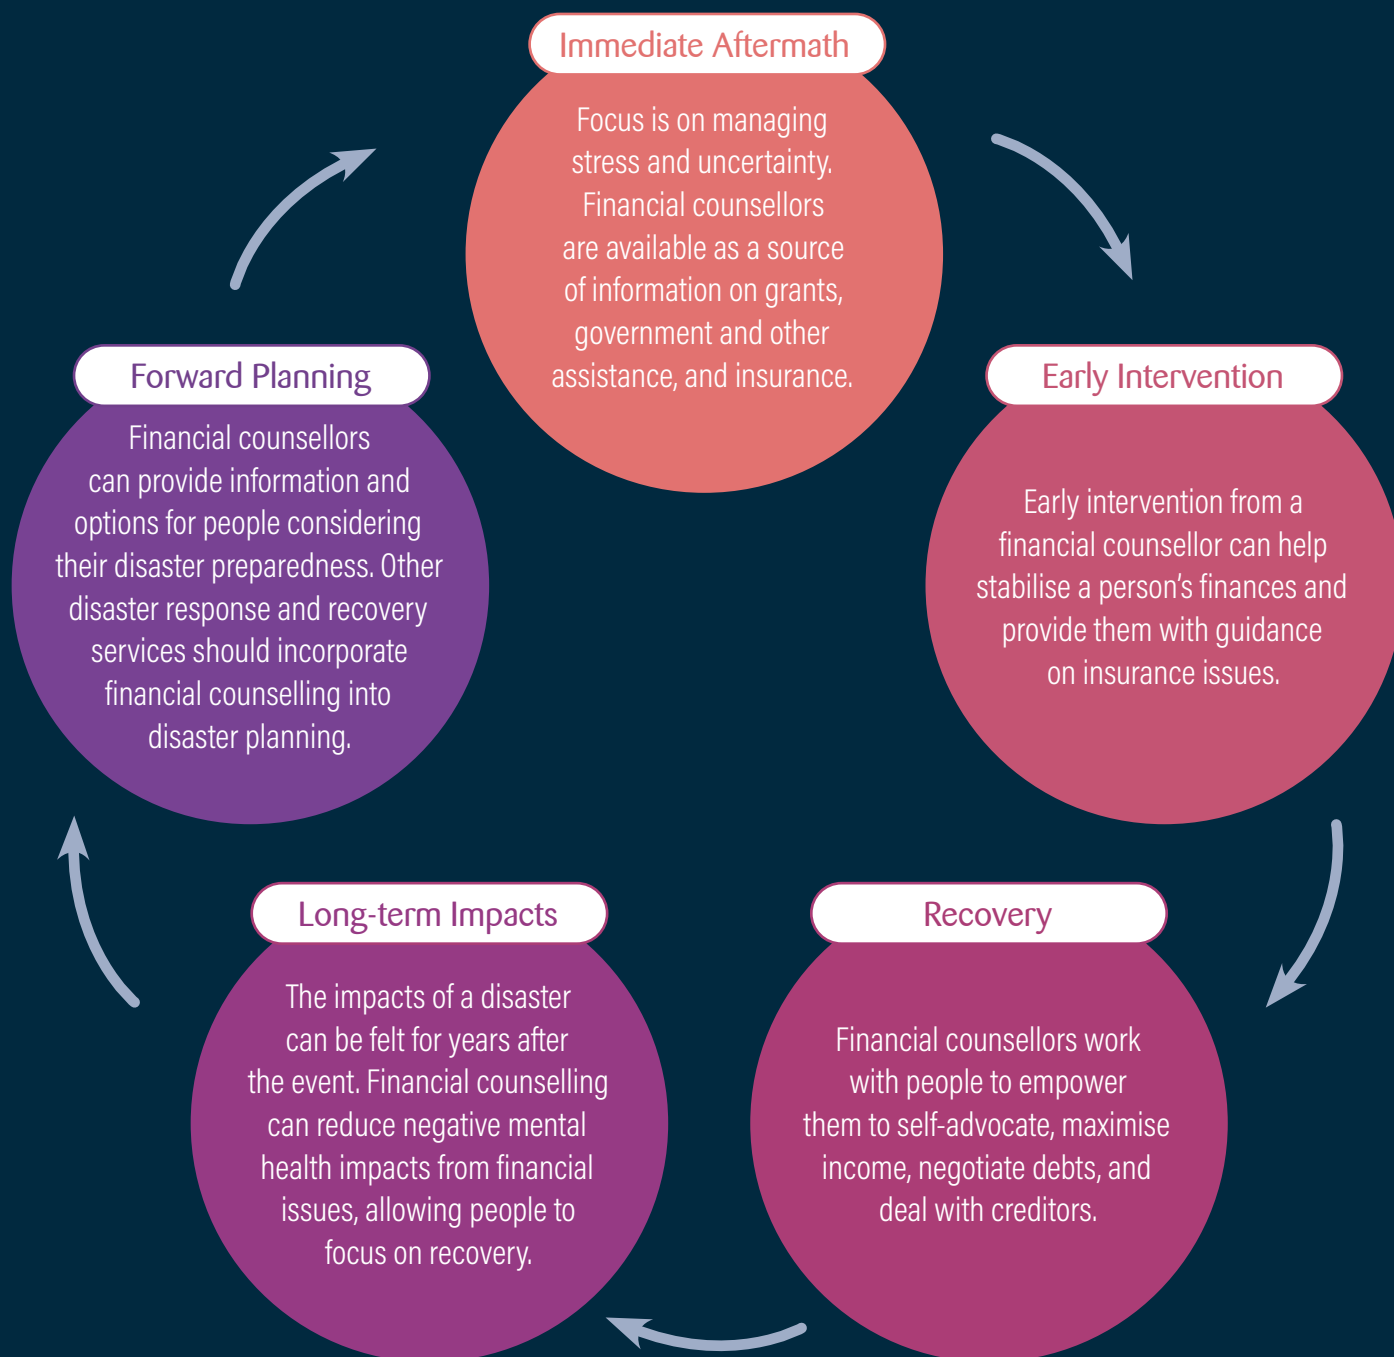 Immediate Aftermath
Focus is on managing
stress and uncertainty.
Financial counsellors
are available as a source
of information on grants,
government and other
assistance, and insurance.
Early Intervention
Early intervention from a
financial counsellor can help
stabilise a person's finances and
provide them with guidance
on insurance issues.
Recovery
Financial counsellors work
with people to empower
them to self-advocate, maximise
income, negotiate debts, and
deal with creditors.
Long-term Impacts
The impacts of a disaster
can be felt for years after
the event. Financial counselling
can reduce negative mental
health impacts from financial
issues, allowing people to
focus on recovery.
Forward Planning
Financial counsellors
can provide information and
options for people considering
their disaster preparedness. Other
disaster response and recovery
services should incorporate
financial counselling into
disaster planning.